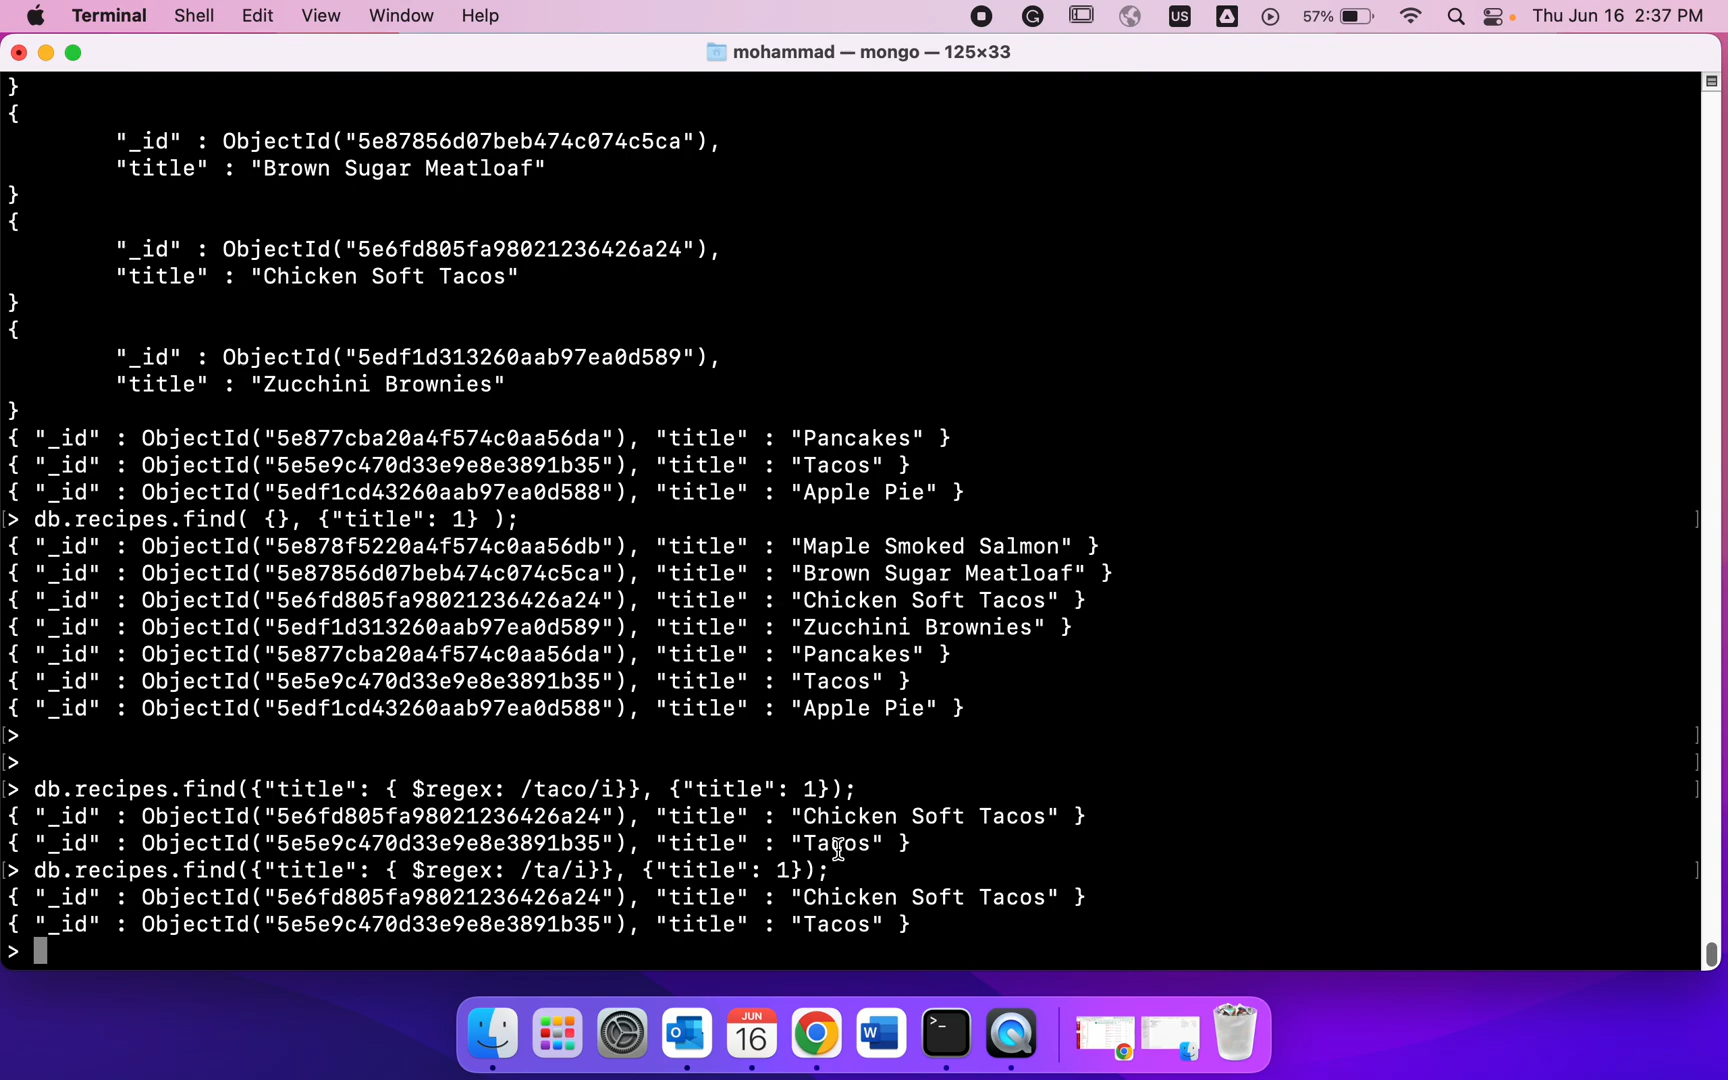 Terminal Shell Edit View Window Help US 57% Thu Jun 16 2:37 PM
mohammad — mongo — 125×33
}
{
"_id" : ObjectId("5e87856d07beb474c074c5ca"),
"title" : "Brown Sugar Meatloaf"
}
{
"_id" : ObjectId("5e6fd805fa98021236426a24"),
"title" : "Chicken Soft Tacos"
}
{
"_id" : ObjectId("5edf1d313260aab97ea0d589"),
"title" : "Zucchini Brownies"
}
{ "_id" : ObjectId("5e877cba20a4f574c0aa56da"), "title" : "Pancakes" }
{ "_id" : ObjectId("5e5e9c470d33e9e8e3891b35"), "title" : "Tacos" }
{ "_id" : ObjectId("5edf1cd43260aab97ea0d588"), "title" : "Apple Pie" }
[> db.recipes.find( {}, {"title": 1} ); ]
{ "_id" : ObjectId("5e878f5220a4f574c0aa56db"), "title" : "Maple Smoked Salmon" }
{ "_id" : ObjectId("5e87856d07beb474c074c5ca"), "title" : "Brown Sugar Meatloaf" }
{ "_id" : ObjectId("5e6fd805fa98021236426a24"), "title" : "Chicken Soft Tacos" }
{ "_id" : ObjectId("5edf1d313260aab97ea0d589"), "title" : "Zucchini Brownies" }
{ "_id" : ObjectId("5e877cba20a4f574c0aa56da"), "title" : "Pancakes" }
{ "_id" : ObjectId("5e5e9c470d33e9e8e3891b35"), "title" : "Tacos" }
{ "_id" : ObjectId("5edf1cd43260aab97ea0d588"), "title" : "Apple Pie" }
[> ]
[> ]
[> db.recipes.find({"title": { $regex: /taco/i}}, {"title": 1}); ]
{ "_id" : ObjectId("5e6fd805fa98021236426a24"), "title" : "Chicken Soft Tacos" }
{ "_id" : ObjectId("5e5e9c470d33e9e8e3891b35"), "title" : "Tacos" }
[> db.recipes.find({"title": { $regex: /ta/i}}, {"title": 1}); ]
{ "_id" : ObjectId("5e6fd805fa98021236426a24"), "title" : "Chicken Soft Tacos" }
{ "_id" : ObjectId("5e5e9c470d33e9e8e3891b35"), "title" : "Tacos" }
>
JUN
16